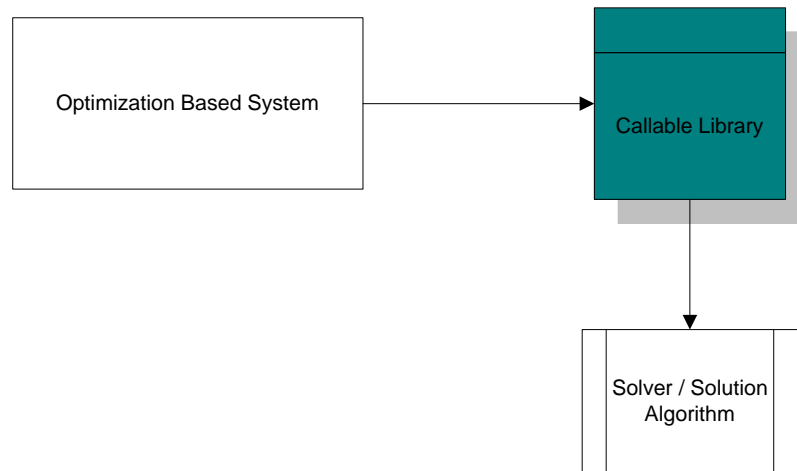 Optimization Based System
Callable Library
Solver / Solution
Algorithm